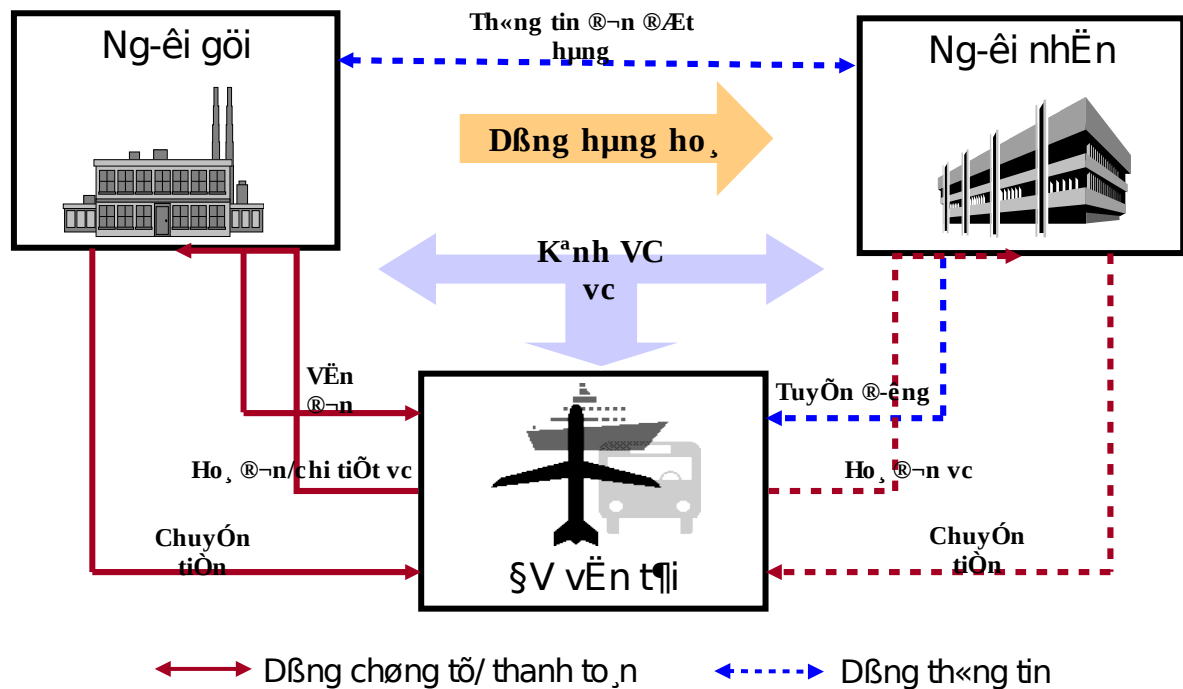 Ng-êi göi
Th«ng tin ®¬n ®Æt
hµng
Ng-êi nhËn
Dßng hµng ho¸
Kªnh VC
vc
VËn
®¬n
TuyÕn ®-êng
Ho¸ ®¬n/chi tiÕt vc
Ho¸ ®¬n vc
ChuyÓn
tiÒn
ChuyÓn
tiÒn
§V vËn t¶i
Dßng chøng tõ/ thanh to¸n
Dßng th«ng tin